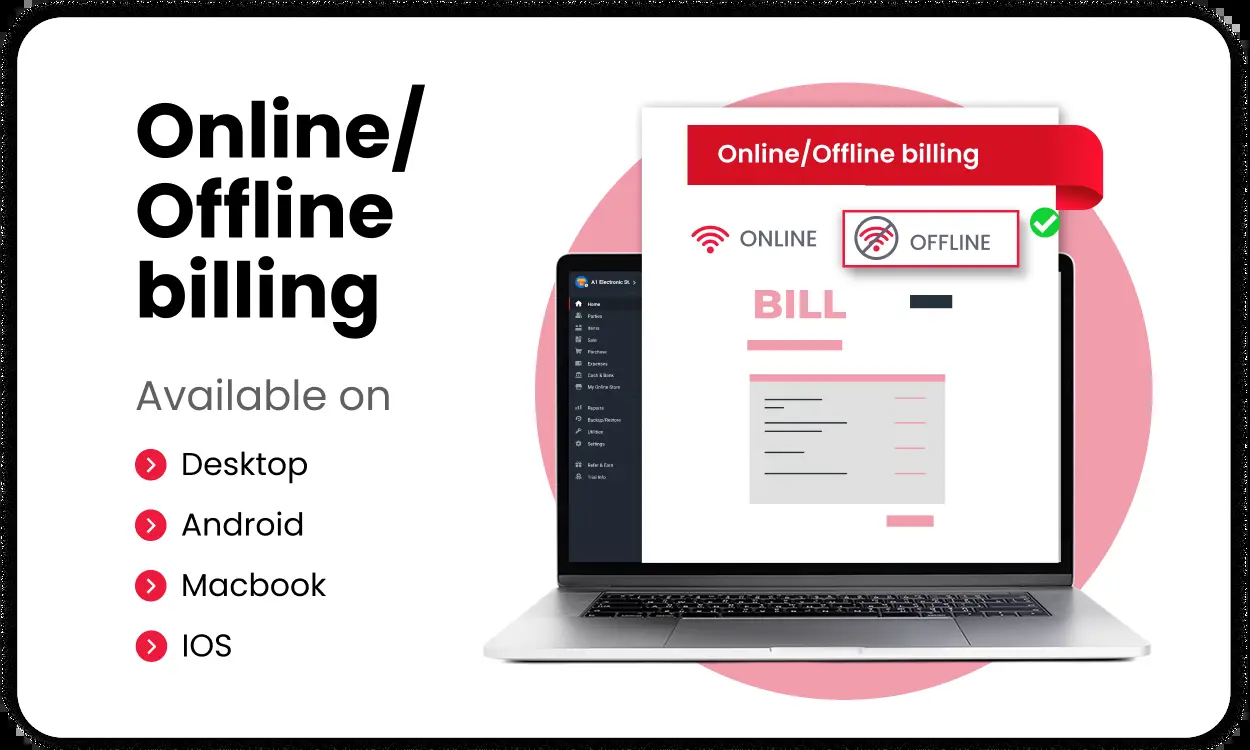 Online/
Offline
billing
Available on
Desktop
Android
Macbook
IOS
Online/Offline billing
ONLINE
OFFLINE
BILL
A1 Electronic St.
Home
Parties
Items
Sale
Purchase
Expenses
Cash & Bank
My Online Store
Reports
Backup/Restore
Utilities
Settings
Refer & Earn
Trial Info